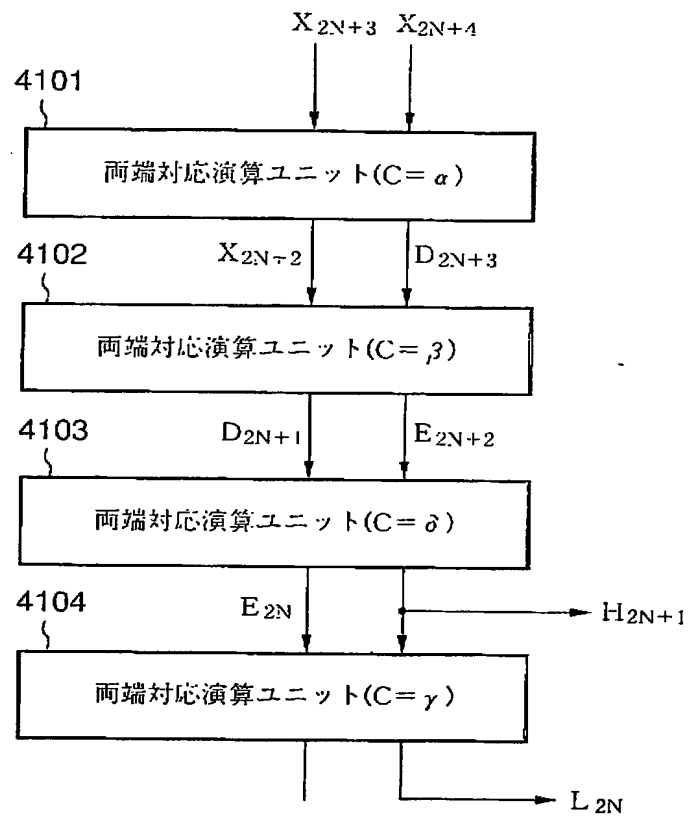 X2N+3 X2N+4
4101
両端対応演算ユニット(C=α)
X2N+2 D2N+3
4102
両端対応演算ユニット(C=β)
D2N+1 E2N+2
4103
両端対応演算ユニット(C=δ)
E2N H2N+1
4104
両端対応演算ユニット(C=γ)
L2N